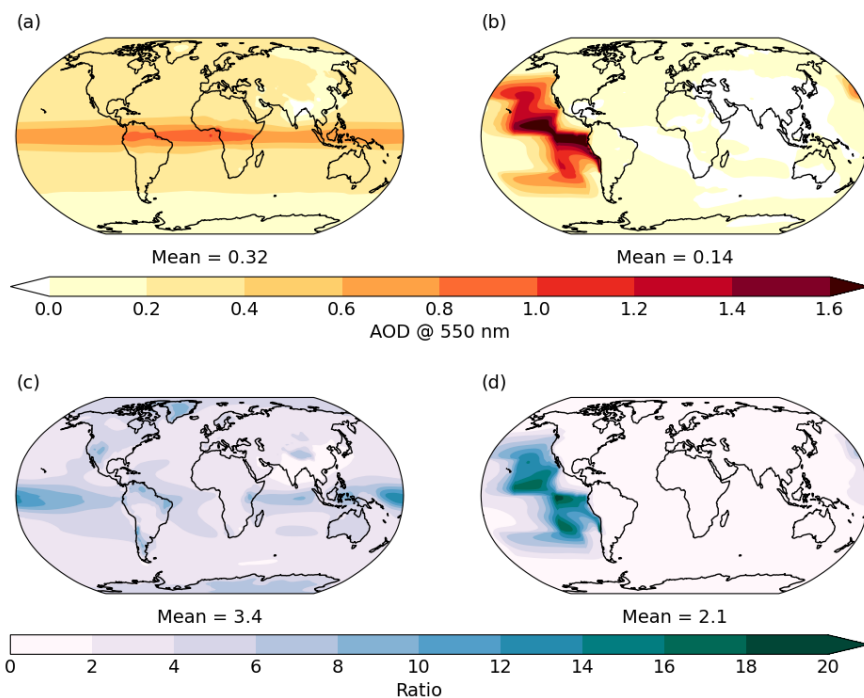 (a) (b)
Mean = 0.32 Mean = 0.14
0.0 0.2 0.4 0.6 0.8 1.0 1.2 1.4 1.6
AOD @ 550 nm
(c) (d)
Mean = 3.4 Mean = 2.1
0 2 4 6 8 10 12 14 16 18 20
Ratio